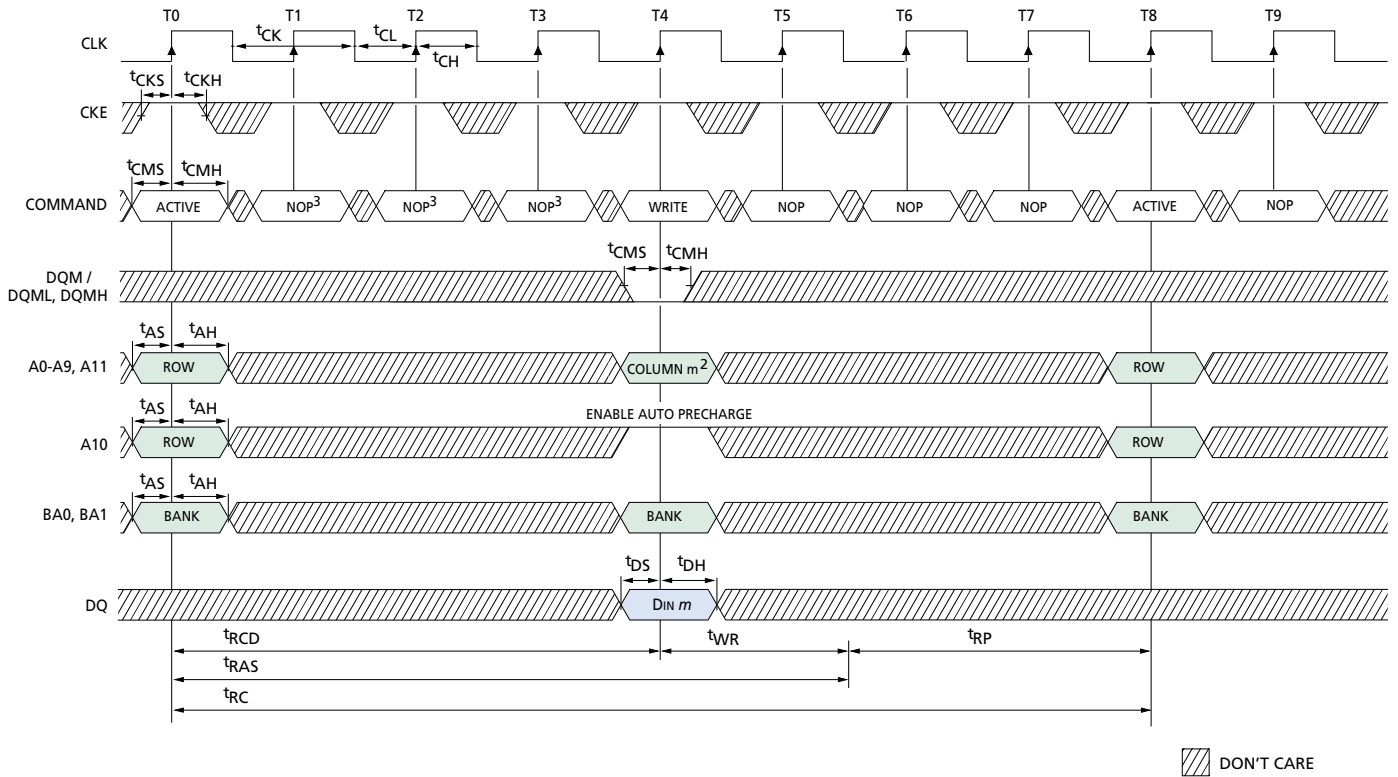 T0 T1 T2 T3 T4 T5 T6 T7 T8 T9
CLK
tCK tCL
tCH
tCKS tCKH
CKE
tCMS tCMH
COMMAND ACTIVE NOP3 NOP3 NOP3 WRITE NOP NOP NOP ACTIVE NOP
tCMS tCMH
DQM /
DQML, DQMH
tAS tAH
A0-A9, A11 ROW COLUMN m2 ROW
ENABLE AUTO PRECHARGE
tAS tAH
A10 ROW ROW
tAS tAH
BA0, BA1 BANK BANK BANK
tDS tDH
DQ DIN m
tRCD tWR tRP
tRAS
tRC
DON'T CARE